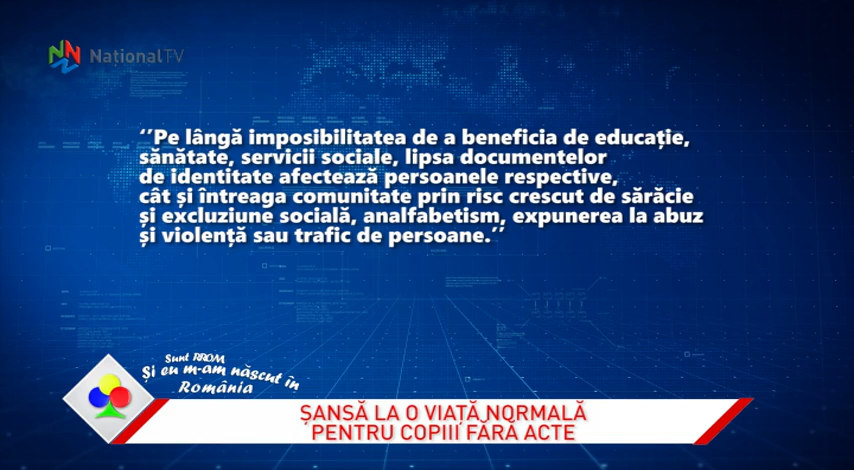 NaționalTV
‘’Pe lângă imposibilitatea de a beneficia de educație,
sănătate, servicii sociale, lipsa documentelor
de identitate afectează persoanele respective,
cât și întreaga comunitate prin risc crescut de sărăcie
și excluziune socială, analfabetism, expunerea la abuz
și violență sau trafic de persoane.’’
Sunt RROM
Și eu m-am născut în
România
ȘANSĂ LA O VIAȚĂ NORMALĂ
PENTRU COPIII FĂRĂ ACTE